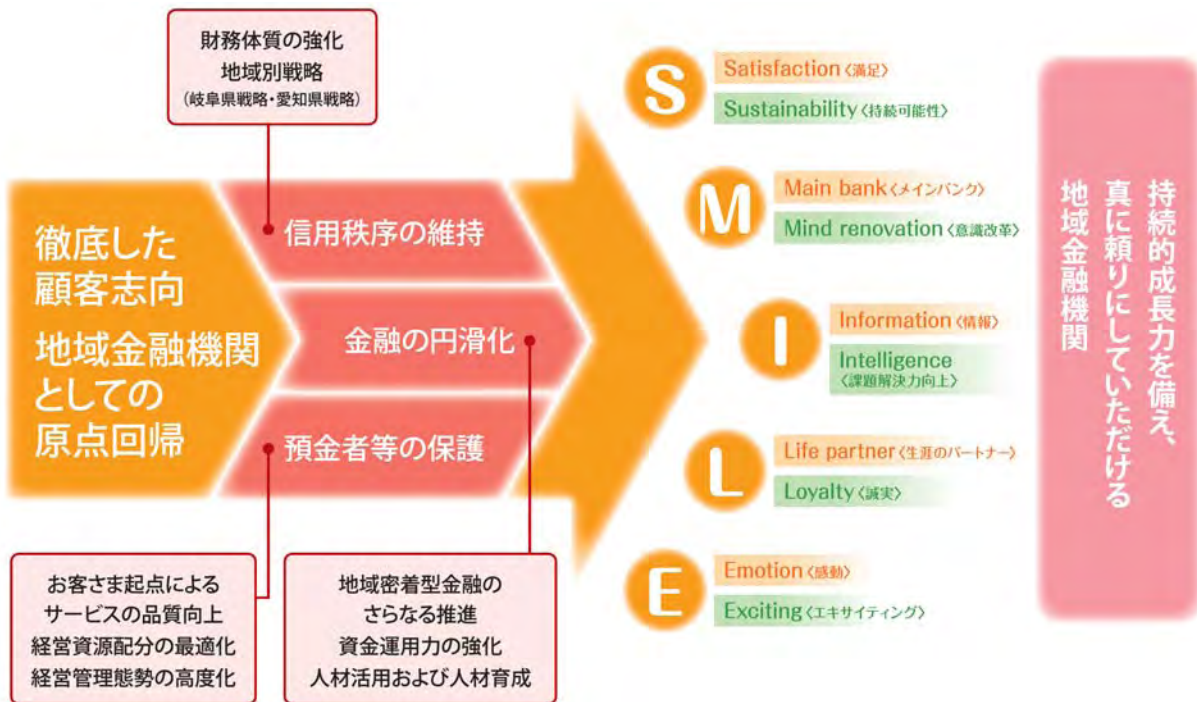 財務体質の強化
地域別戦略
(岐阜県戦略・愛知県戦略)
徹底した
顧客志向
地域金融機関
としての
原点回帰
信用秩序の維持
金融の円滑化
預金者等の保護
お客さま起点による
サービスの品質向上
経営資源配分の最適化
経営管理態勢の高度化
地域密着型金融の
さらなる推進
資金運用力の強化
人材活用および人材育成
S
Satisfaction〈満足〉
Sustainability〈持続可能性〉
M
Main bank〈メインバンク〉
Mind renovation〈意識改革〉
I
Information〈情報〉
Intelligence
〈課題解決力向上〉
L
Life partner〈生涯のパートナー〉
Loyalty〈誠実〉
E
Emotion〈感動〉
Exciting〈エキサイティング〉
持続的成長力を備え、
真に頼りにしていただける
地域金融機関